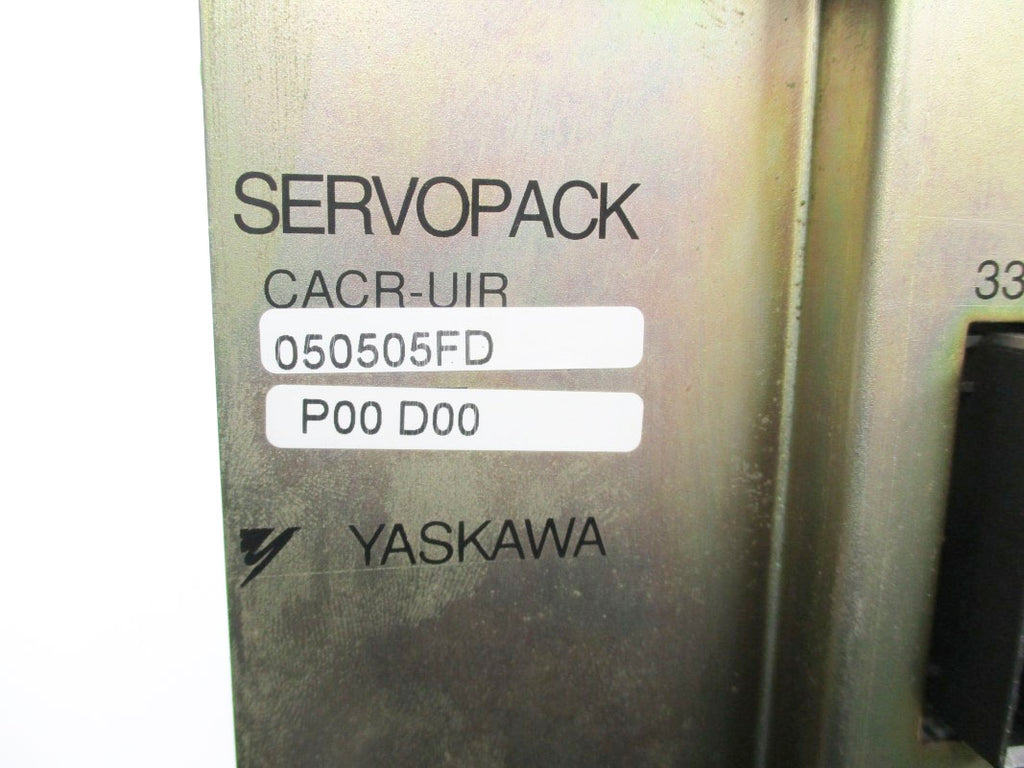 SERVOPACK
CACR-UIR
050505FD
P00 D00
YASKAWA
33